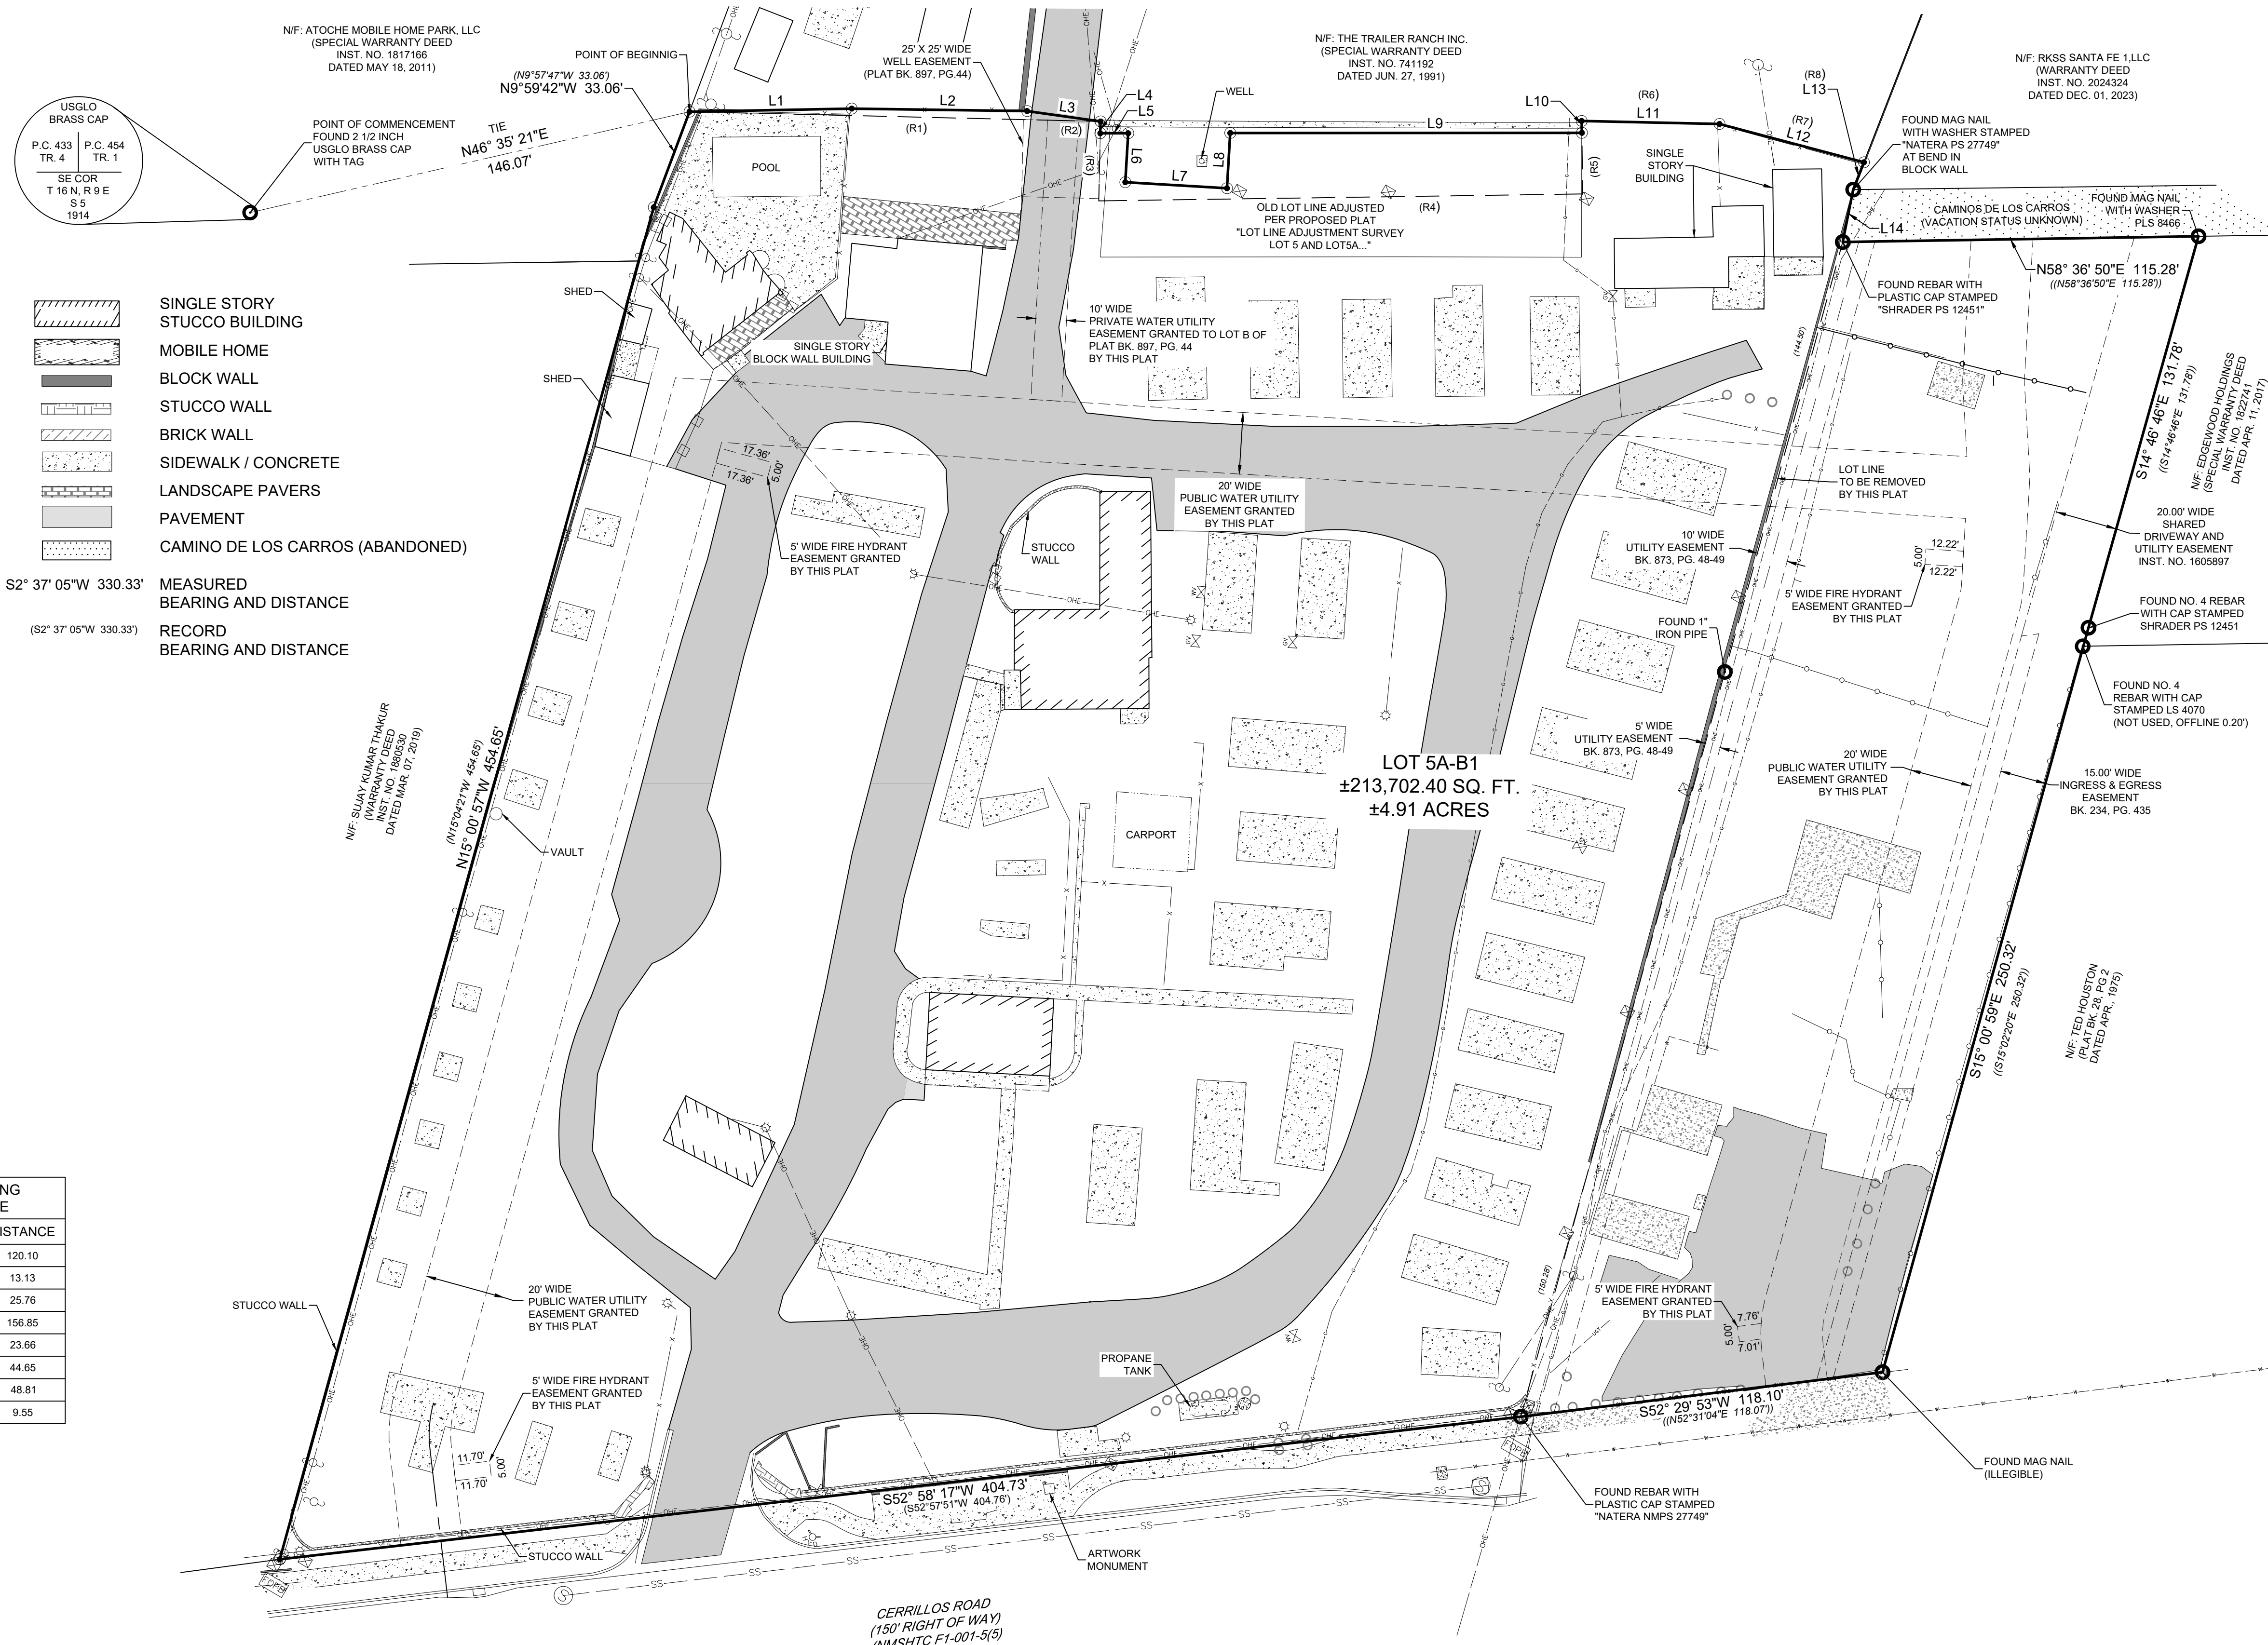 N/F: ATOCHE MOBILE HOME PARK, LLC
(SPECIAL WARRANTY DEED
INST. NO. 1817166
DATED MAY 18, 2011)
POINT OF BEGINNIG
(N9°57'47"W 33.06')
N9°59'42"W 33.06'
25' X 25' WIDE
WELL EASEMENT
(PLAT BK. 897, PG.44)
N/F: THE TRAILER RANCH INC.
(SPECIAL WARRANTY DEED
INST. NO. 741192
DATED JUN. 27, 1991)
N/F: RKSS SANTA FE 1,LLC
(WARRANTY DEED
INST. NO. 2024324
DATED DEC. 01, 2023)
USGLO
BRASS CAP
P.C. 433
TR. 4
P.C. 454
TR. 1
SE COR
T 16 N, R 9 E
S 5
1914
POINT OF COMMENCEMENT
FOUND 2 1/2 INCH
USGLO BRASS CAP
WITH TAG
TIE
N46° 35' 21"E
146.07'
L1
L2
L3
L4
L5
L6
L7
L8
L9
L10
L11
L12
L13
L14
(R1)
(R2)
(R3)
(R4)
(R5)
(R6)
(R7)
(R8)
WELL
POOL
SINGLE
STORY
BUILDING
FOUND MAG NAIL
WITH WASHER STAMPED
"NATERA PS 27749"
AT BEND IN
BLOCK WALL
OLD LOT LINE ADJUSTED
PER PROPOSED PLAT
"LOT LINE ADJUSTMENT SURVEY
LOT 5 AND LOT5A..."
CAMINOS DE LOS CARROS
(VACATION STATUS UNKNOWN)
FOUND MAG NAIL
WITH WASHER
PLS 8466
N58° 36' 50"E 115.28'
((N58°36'50"E 115.28'))
FOUND REBAR WITH
PLASTIC CAP STAMPED
"SHRADER PS 12451"
SINGLE STORY
STUCCO BUILDING
MOBILE HOME
BLOCK WALL
STUCCO WALL
BRICK WALL
SIDEWALK / CONCRETE
LANDSCAPE PAVERS
PAVEMENT
CAMINO DE LOS CARROS (ABANDONED)
S2° 37' 05"W 330.33'
MEASURED
BEARING AND DISTANCE
(S2° 37' 05"W 330.33')
RECORD
BEARING AND DISTANCE
SHED
SHED
SINGLE STORY
BLOCK WALL BUILDING
10' WIDE
PRIVATE WATER UTILITY
EASEMENT GRANTED TO LOT B OF
PLAT BK. 897, PG. 44
BY THIS PLAT
(144.50')
S14° 46' 46"E 131.78'
((S14°46'46"E 131.78'))
N/F: EDGEWOOD HOLDINGS
(SPECIAL WARRANTY DEED
INST. NO. 1822741
DATED APR. 11, 2017)
17.36'
17.36'
5.00'
5' WIDE FIRE HYDRANT
EASEMENT GRANTED
BY THIS PLAT
20' WIDE
PUBLIC WATER UTILITY
EASEMENT GRANTED
BY THIS PLAT
STUCCO
WALL
LOT LINE
TO BE REMOVED
BY THIS PLAT
10' WIDE
UTILITY EASEMENT
BK. 873, PG. 48-49
20.00' WIDE
SHARED
DRIVEWAY AND
UTILITY EASEMENT
INST. NO. 1605897
12.22'
5.00'
12.22'
5' WIDE FIRE HYDRANT
EASEMENT GRANTED
BY THIS PLAT
FOUND NO. 4 REBAR
WITH CAP STAMPED
SHRADER PS 12451
FOUND 1"
IRON PIPE
FOUND NO. 4
REBAR WITH CAP
STAMPED LS 4070
(NOT USED, OFFLINE 0.20')
N/F: SUJAY KUMAR THAKUR
(WARRANTY DEED
INST. NO. 1880530
DATED MAR. 07, 2019)
(N15°04'21"W 454.65')
N15° 00' 57"W 454.65'
VAULT
5' WIDE
UTILITY EASEMENT
BK. 873, PG. 48-49
LOT 5A-B1
±213,702.40 SQ. FT.
±4.91 ACRES
20' WIDE
PUBLIC WATER UTILITY
EASEMENT GRANTED
BY THIS PLAT
15.00' WIDE
INGRESS & EGRESS
EASEMENT
BK. 234, PG. 435
CARPORT
S15° 00' 59"E 250.32'
((S15°02'20"E 250.32'))
N/F: TED HOUSTON
(PLAT BK. 28, PG 2
DATED APR., 1975)
NG
E
ISTANCE
120.10
13.13
25.76
156.85
23.66
44.65
48.81
9.55
STUCCO WALL
20' WIDE
PUBLIC WATER UTILITY
EASEMENT GRANTED
BY THIS PLAT
5' WIDE FIRE HYDRANT
EASEMENT GRANTED
BY THIS PLAT
11.70'
11.70'
5.00'
(150.28')
5' WIDE FIRE HYDRANT
EASEMENT GRANTED
BY THIS PLAT
7.76'
5.00'
7.01'
PROPANE
TANK
S52° 29' 53"W 118.10'
((N52°31'04"E 118.07'))
FOUND MAG NAIL
(ILLEGIBLE)
S52° 58' 17"W 404.73'
(S52°57'51"W 404.76')
FOUND REBAR WITH
PLASTIC CAP STAMPED
"NATERA NMPS 27749"
STUCCO WALL
ARTWORK
MONUMENT
CERRILLOS ROAD
(150' RIGHT OF WAY)
(NMSHTC F1-001-5(5)